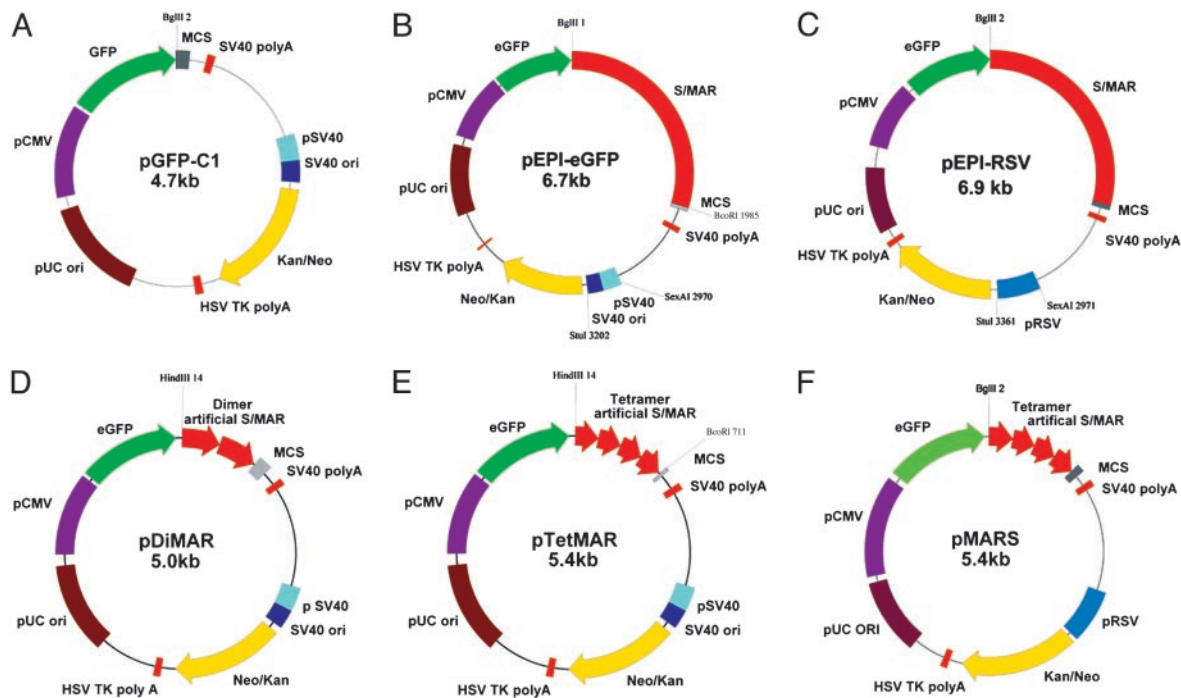 A
BglII 2
GFP
MCS
SV40 polyA
pCMV
pSV40
SV40 ori
pGFP-C1
4.7kb
pUC ori
Kan/Neo
HSV TK polyA
B
BglII 1
eGFP
S/MAR
pCMV
pEPI-eGFP
6.7kb
pUC ori
MCS
BcoRI 1985
SV40 polyA
HSV TK polyA
SexAI 2970
Neo/Kan
pSV40
SV40 ori
StuI 3202
C
BglII 2
eGFP
S/MAR
pCMV
pEPI-RSV
6.9 kb
pUC ori
MCS
SV40 polyA
HSV TK polyA
Kan/Neo
SexAI 2971
StuI 3361
pRSV
D
HindIII 14
Dimer
artificial S/MAR
eGFP
MCS
SV40 polyA
pCMV
pDiMAR
5.0kb
p SV40
SV40 ori
pUC ori
Neo/Kan
HSV TK poly A
E
HindIII 14
Tetramer
artificial S/MAR
eGFP
BcoRI 711
MCS
SV40 polyA
pCMV
pTetMAR
5.4kb
pSV40
SV40 ori
pUC ori
Neo/Kan
HSV TK polyA
F
BglII 2
Tetramer
artifical S/MAR
eGFP
MCS
SV40 polyA
pCMV
pMARS
5.4kb
pRSV
pUC ORI
Kan/Neo
HSV TK polyA